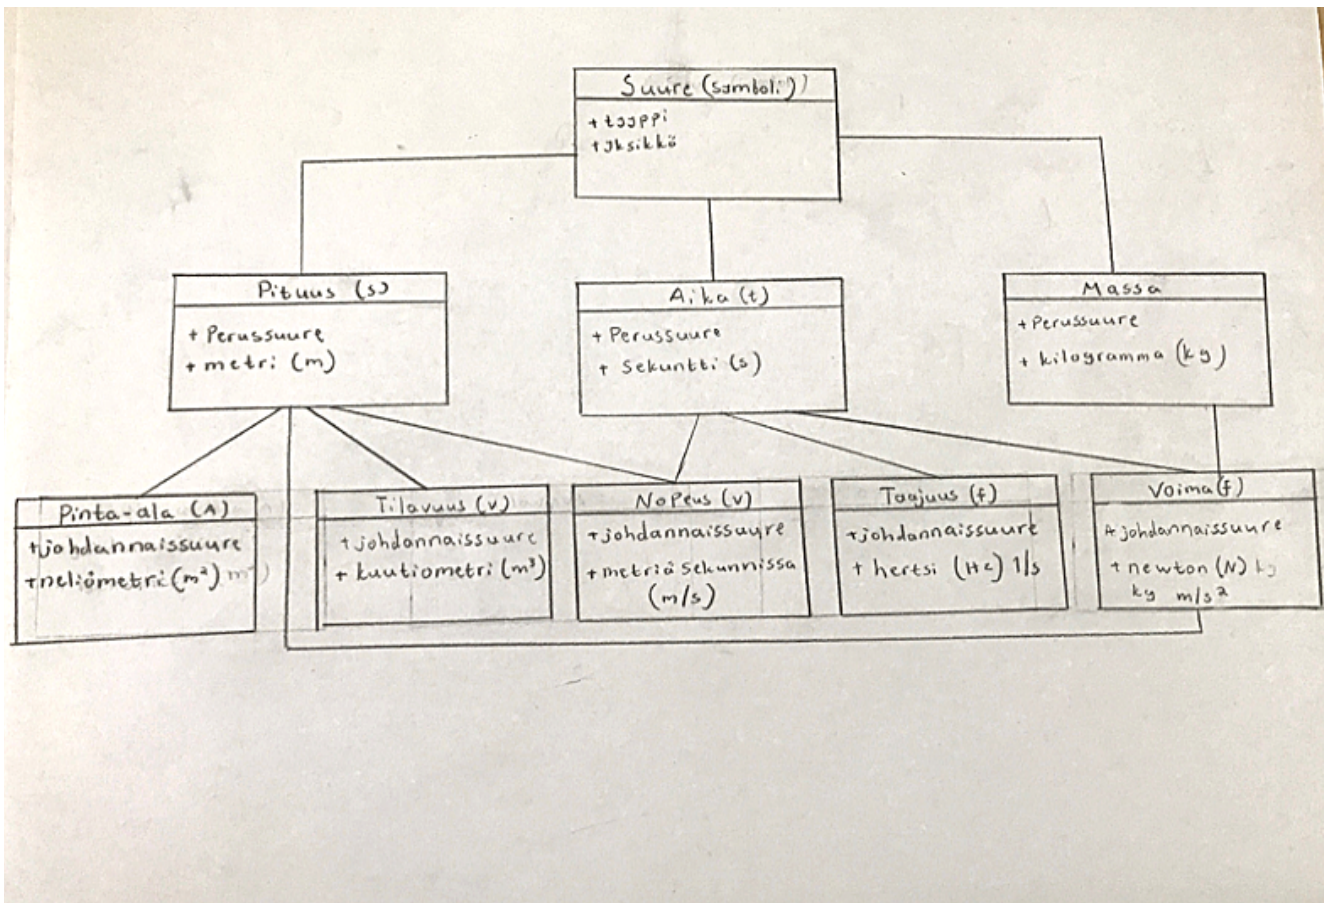 Suure (symboli)
+ tyyppi
+ yksikkö
Pituus (s)
+ Perussuure
+ metri (m)
Aika (t)
+ Perussuure
+ Sekuntti (s)
Massa
+ Perussuure
+ kilogramma (kg)
Pinta-ala (A)
+ johdannaissuure
+ neliömetri (m²)
Tilavuus (v)
+ johdannaissuure
+ kuutiometri (m³)
Nopeus (v)
+ johdannaissuure
+ metriä sekunnissa
(m/s)
Taajuus (f)
+ johdannaissuure
+ hertsi (Hz) 1/s
Voima (f)
+ johdannaissuure
+ newton (N) kg
kg m/s²